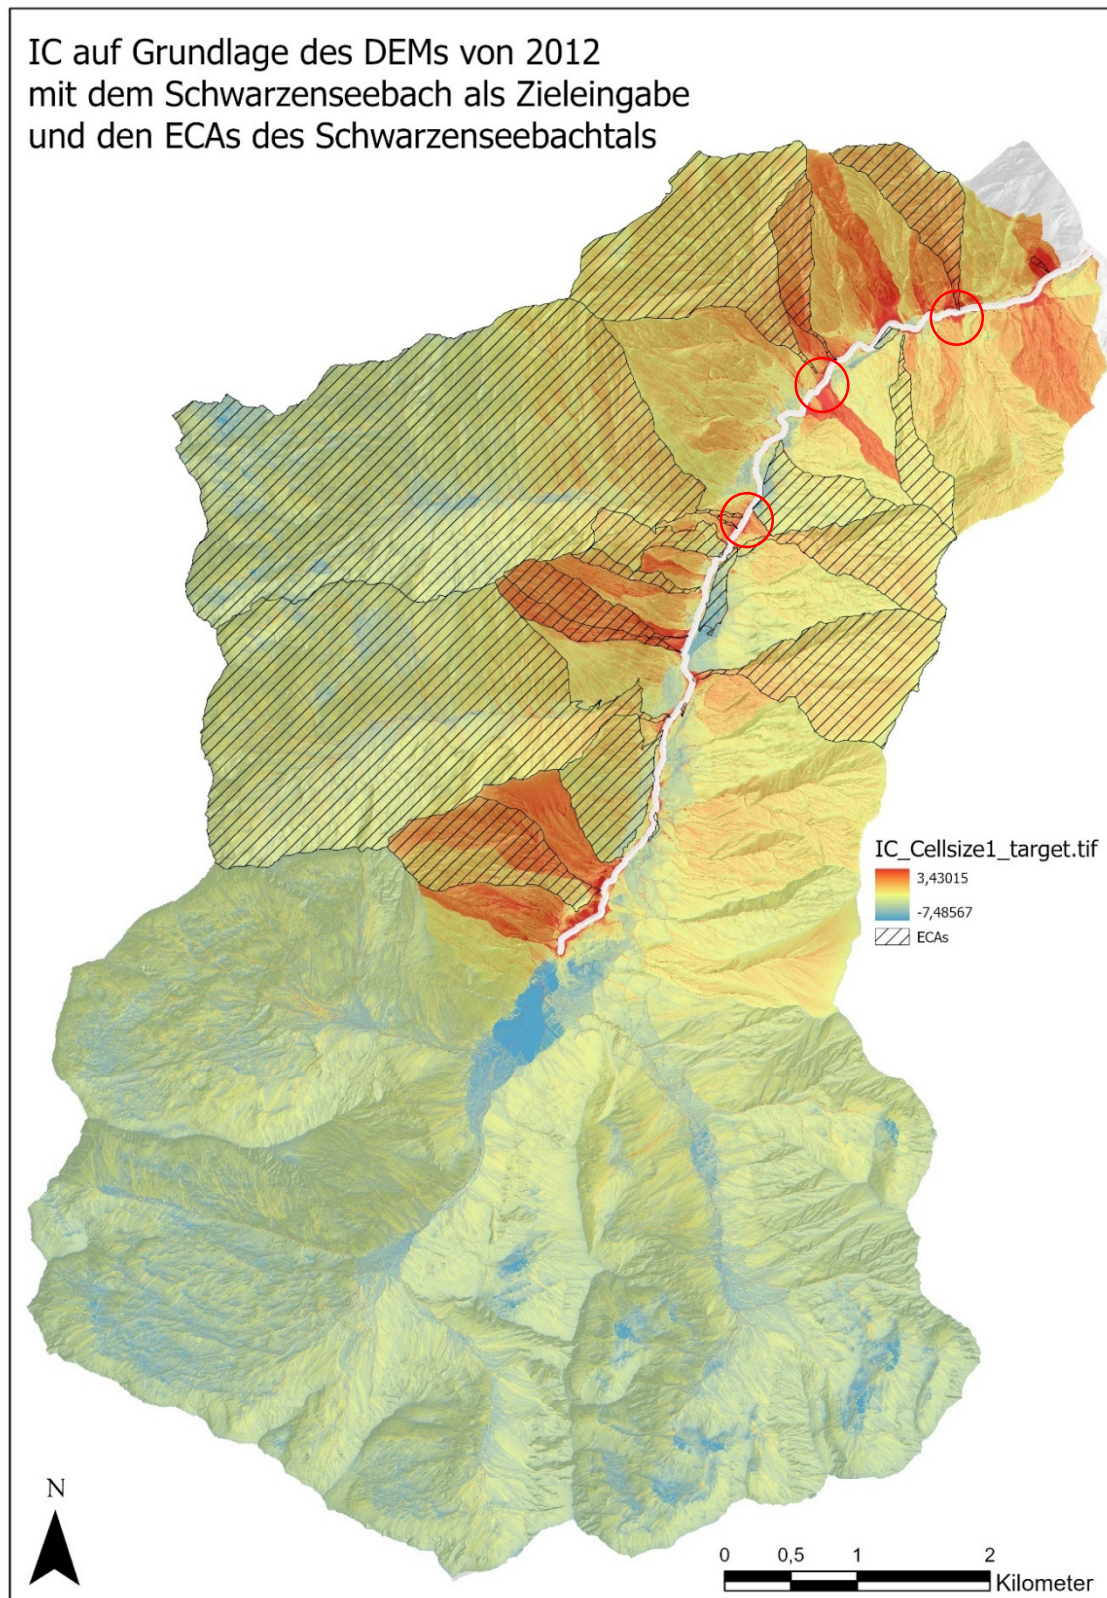 IC auf Grundlage des DEMs von 2012
mit dem Schwarzenseebach als Zieleingabe
und den ECAs des Schwarzenseebachtals
IC_Cellsize1_target.tif
3,43015
-7,48567
ECAs
N
0 0,5 1 2
Kilometer